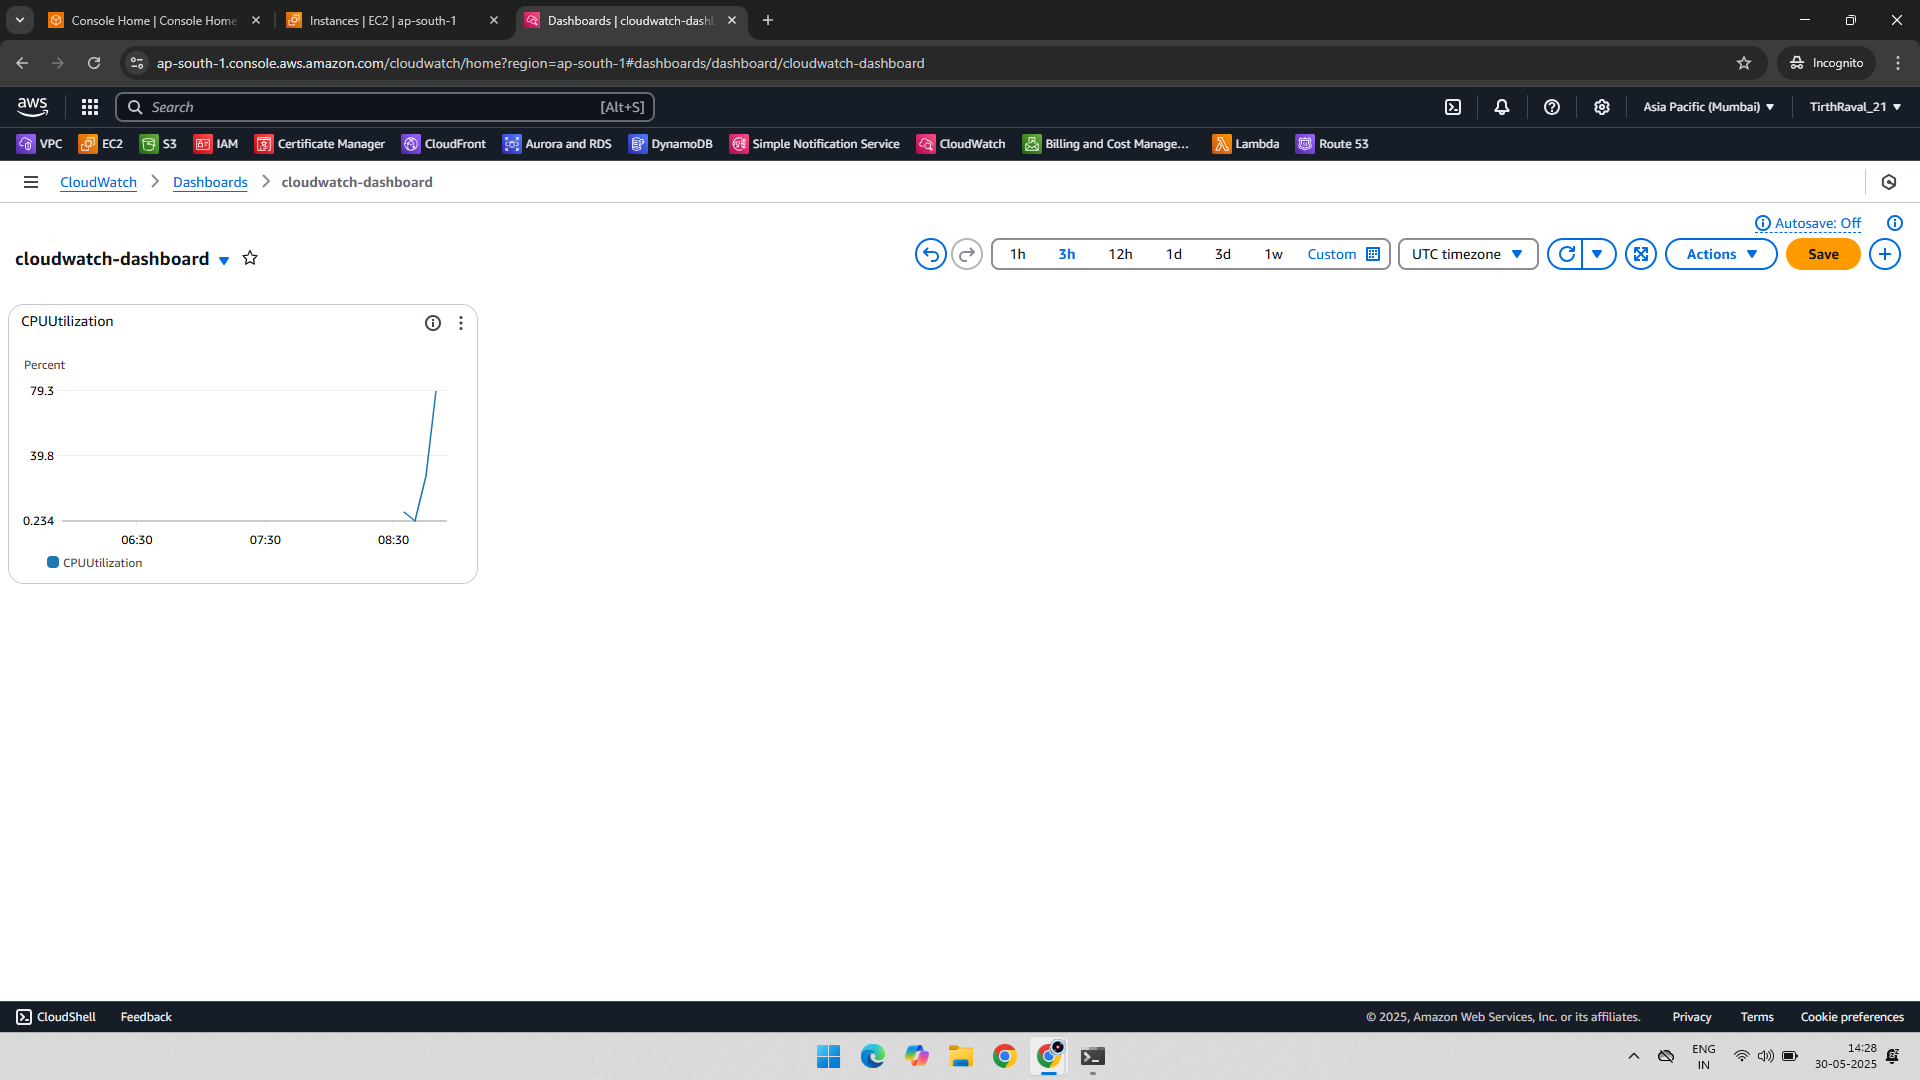 Console Home | Console Home
Instances | EC2 | ap-south-1
Dashboards | cloudwatch-dash
ap-south-1.console.aws.amazon.com/cloudwatch/home?region=ap-south-1#dashboards/dashboard/cloudwatch-dashboard
Incognito
aws
Search
[Alt+S]
Asia Pacific (Mumbai)
TirthRaval_21
VPC
EC2
S3
IAM
Certificate Manager
CloudFront
Aurora and RDS
DynamoDB
Simple Notification Service
CloudWatch
Billing and Cost Manage...
Lambda
Route 53
CloudWatch
Dashboards
cloudwatch-dashboard
Autosave: Off
cloudwatch-dashboard
1h
3h
12h
1d
3d
1w
Custom
UTC timezone
Actions
Save
CPUUtilization
Percent
79.3
39.8
0.234
06:30
07:30
08:30
CPUUtilization
CloudShell
Feedback
© 2025, Amazon Web Services, Inc. or its affiliates.
Privacy
Terms
Cookie preferences
ENG
IN
14:28
30-05-2025